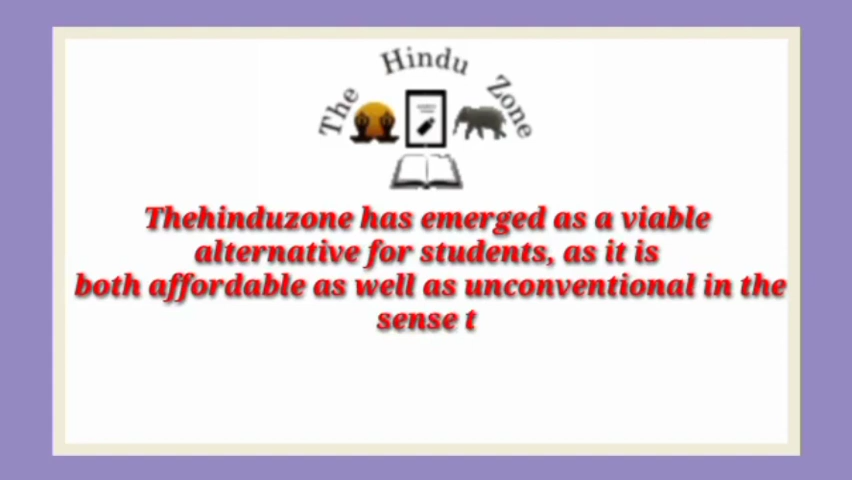 The Hindu Zone
Thehinduzone has emerged as a viable
alternative for students, as it is
both affordable as well as unconventional in the
sense t